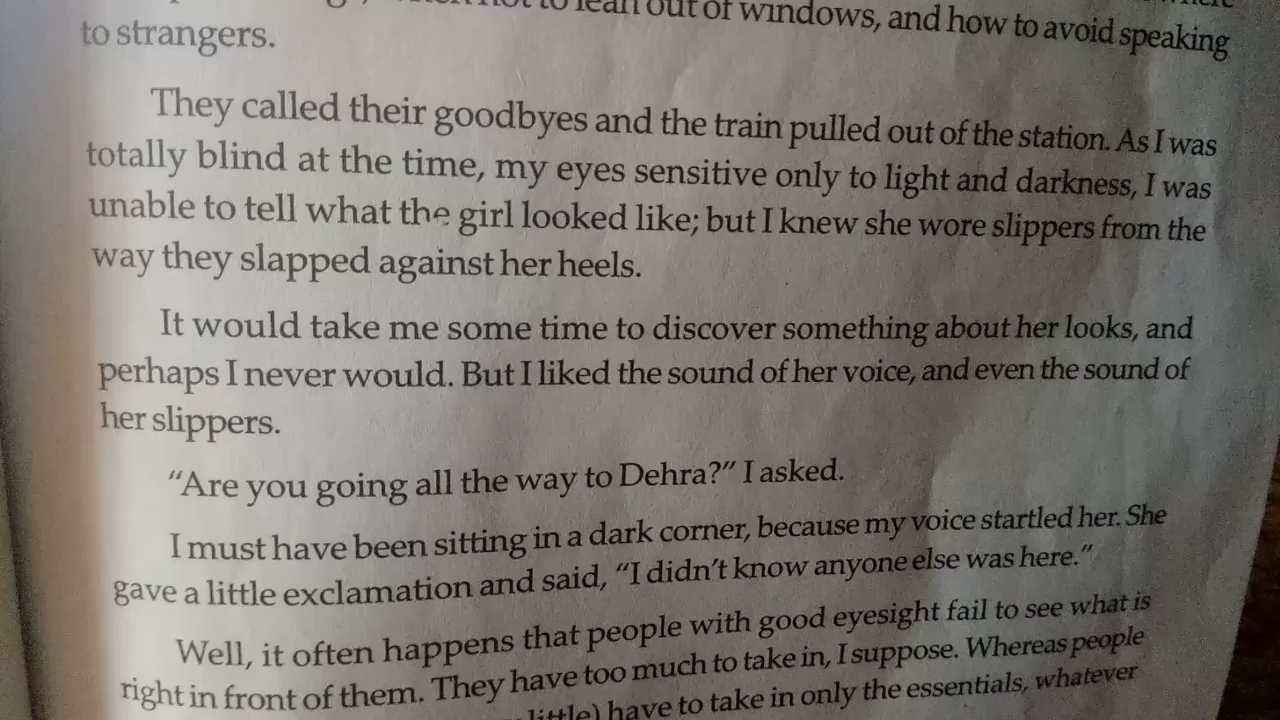 to lean out of windows, and how to avoid speaking
to strangers.
They called their goodbyes and the train pulled out of the station. As I was
totally blind at the time, my eyes sensitive only to light and darkness, I was
unable to tell what the girl looked like; but I knew she wore slippers from the
way they slapped against her heels.
It would take me some time to discover something about her looks, and
perhaps I never would. But I liked the sound of her voice, and even the sound of
her slippers.
“Are you going all the way to Dehra?” I asked.
I must have been sitting in a dark corner, because my voice startled her. She
gave a little exclamation and said, “I didn’t know anyone else was here.”
Well, it often happens that people with good eyesight fail to see what is
right in front of them. They have too much to take in, I suppose. Whereas people
little) have to take in only the essentials, whatever